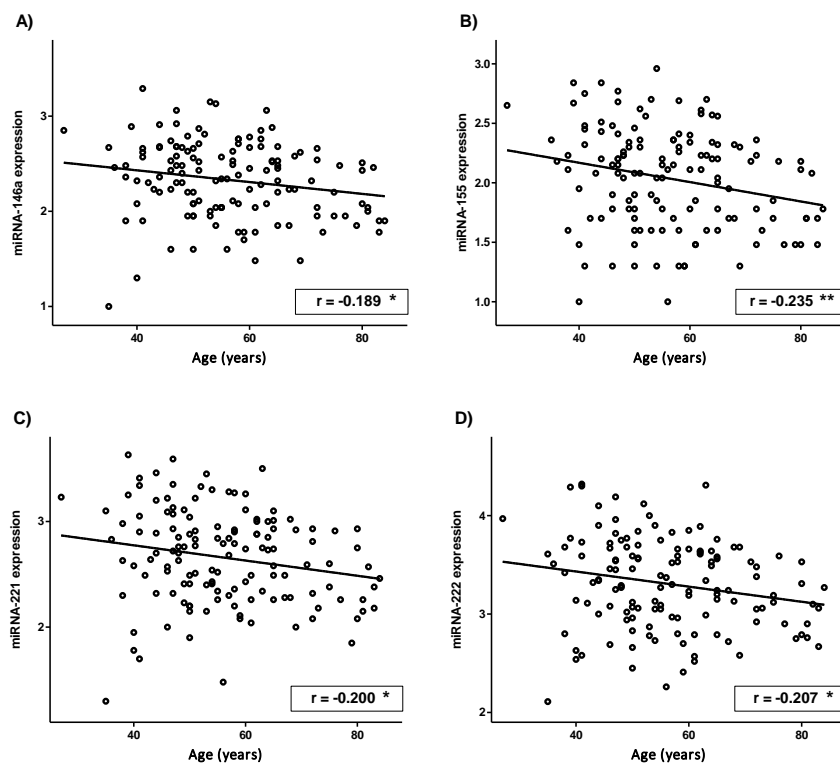 A)
miRNA-146a expression
3
2
1
40
60
80
Age (years)
r = -0.189 *
B)
miRNA-155 expression
3.0
2.5
2.0
1.5
1.0
40
60
80
Age (years)
r = -0.235 **
C)
miRNA-221 expression
3
2
40
60
80
Age (years)
r = -0.200 *
D)
miRNA-222 expression
4
3
2
40
60
80
Age (years)
r = -0.207 *